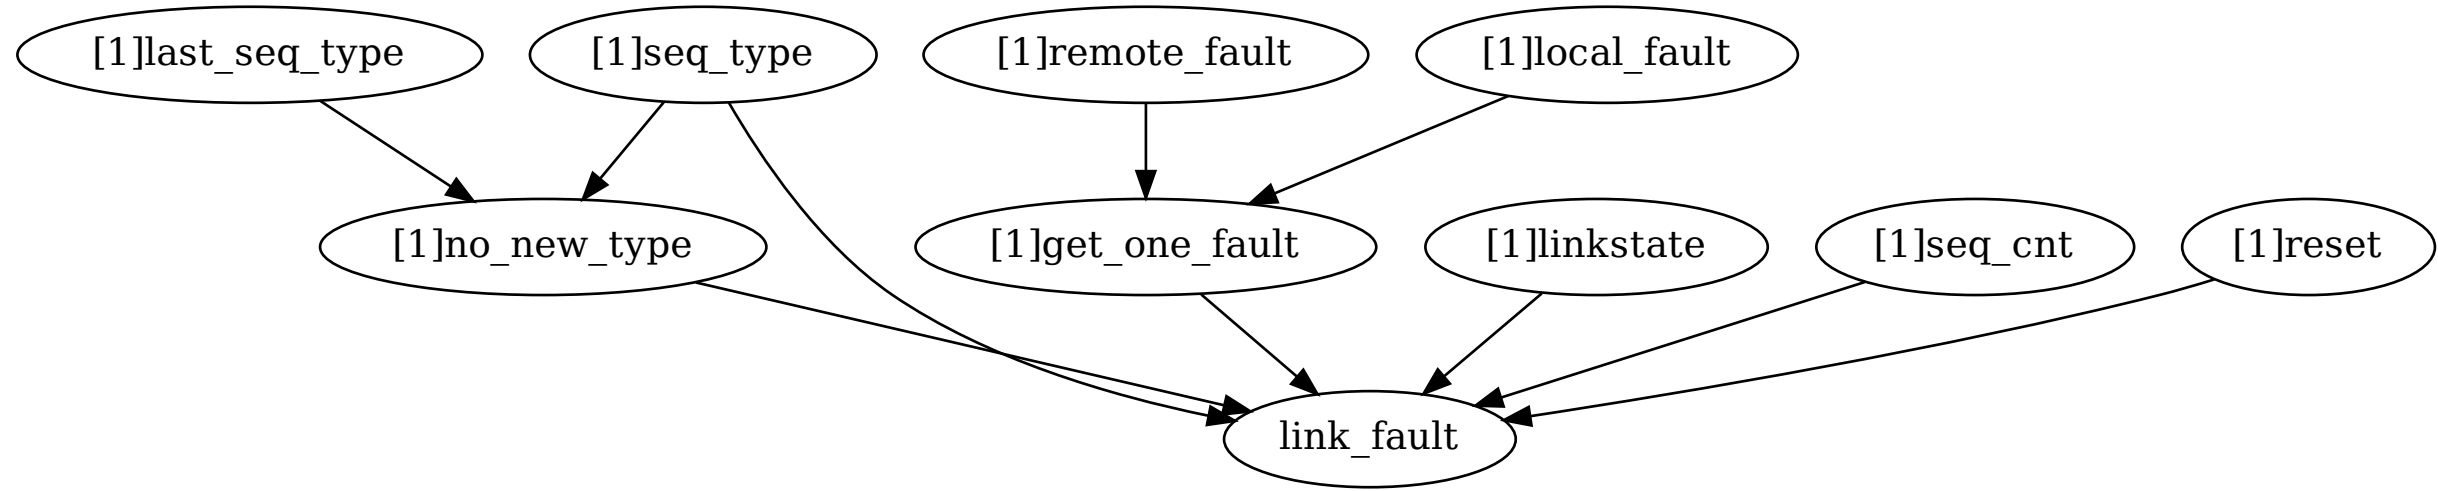 [1]last_seq_type
[1]seq_type
[1]remote_fault
[1]local_fault
[1]no_new_type
[1]get_one_fault
[1]linkstate
[1]seq_cnt
[1]reset
link_fault